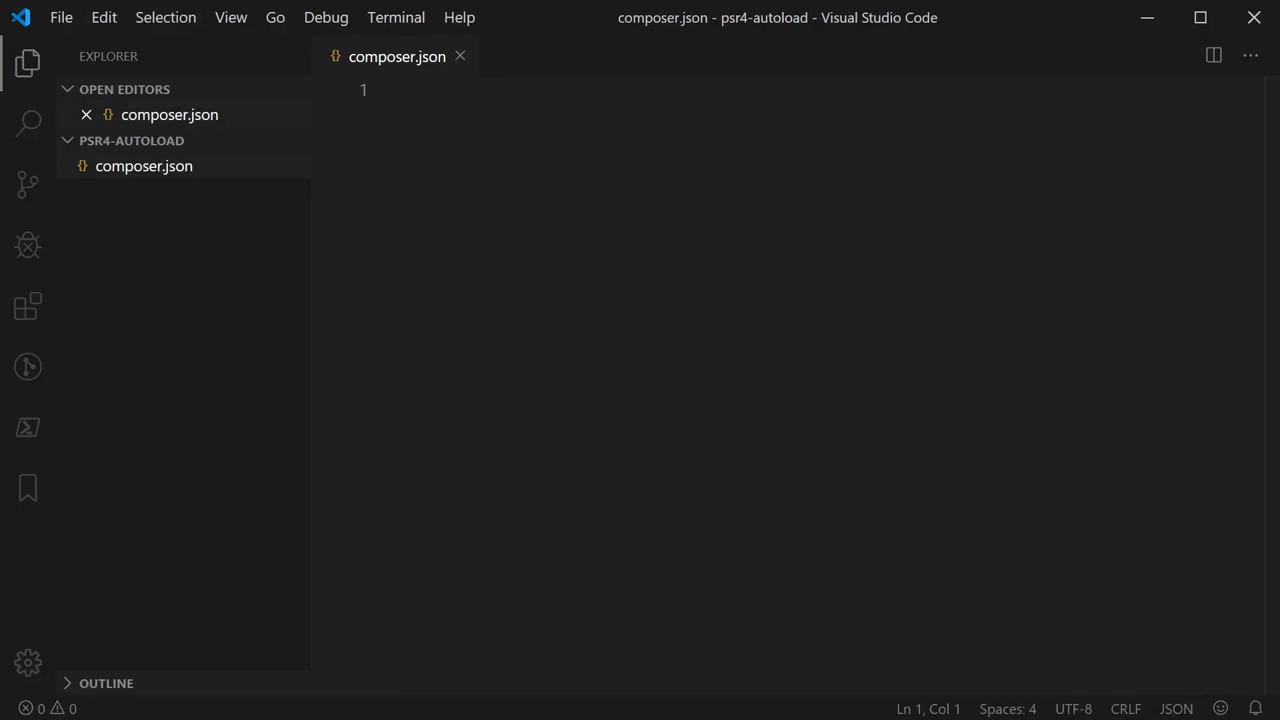 File Edit Selection View Go Debug Terminal Help composer.json - psr4-autoload - Visual Studio Code
EXPLORER
composer.json
OPEN EDITORS
composer.json
PSR4-AUTOLOAD
composer.json
1
OUTLINE
0 0 Ln 1, Col 1 Spaces: 4 UTF-8 CRLF JSON